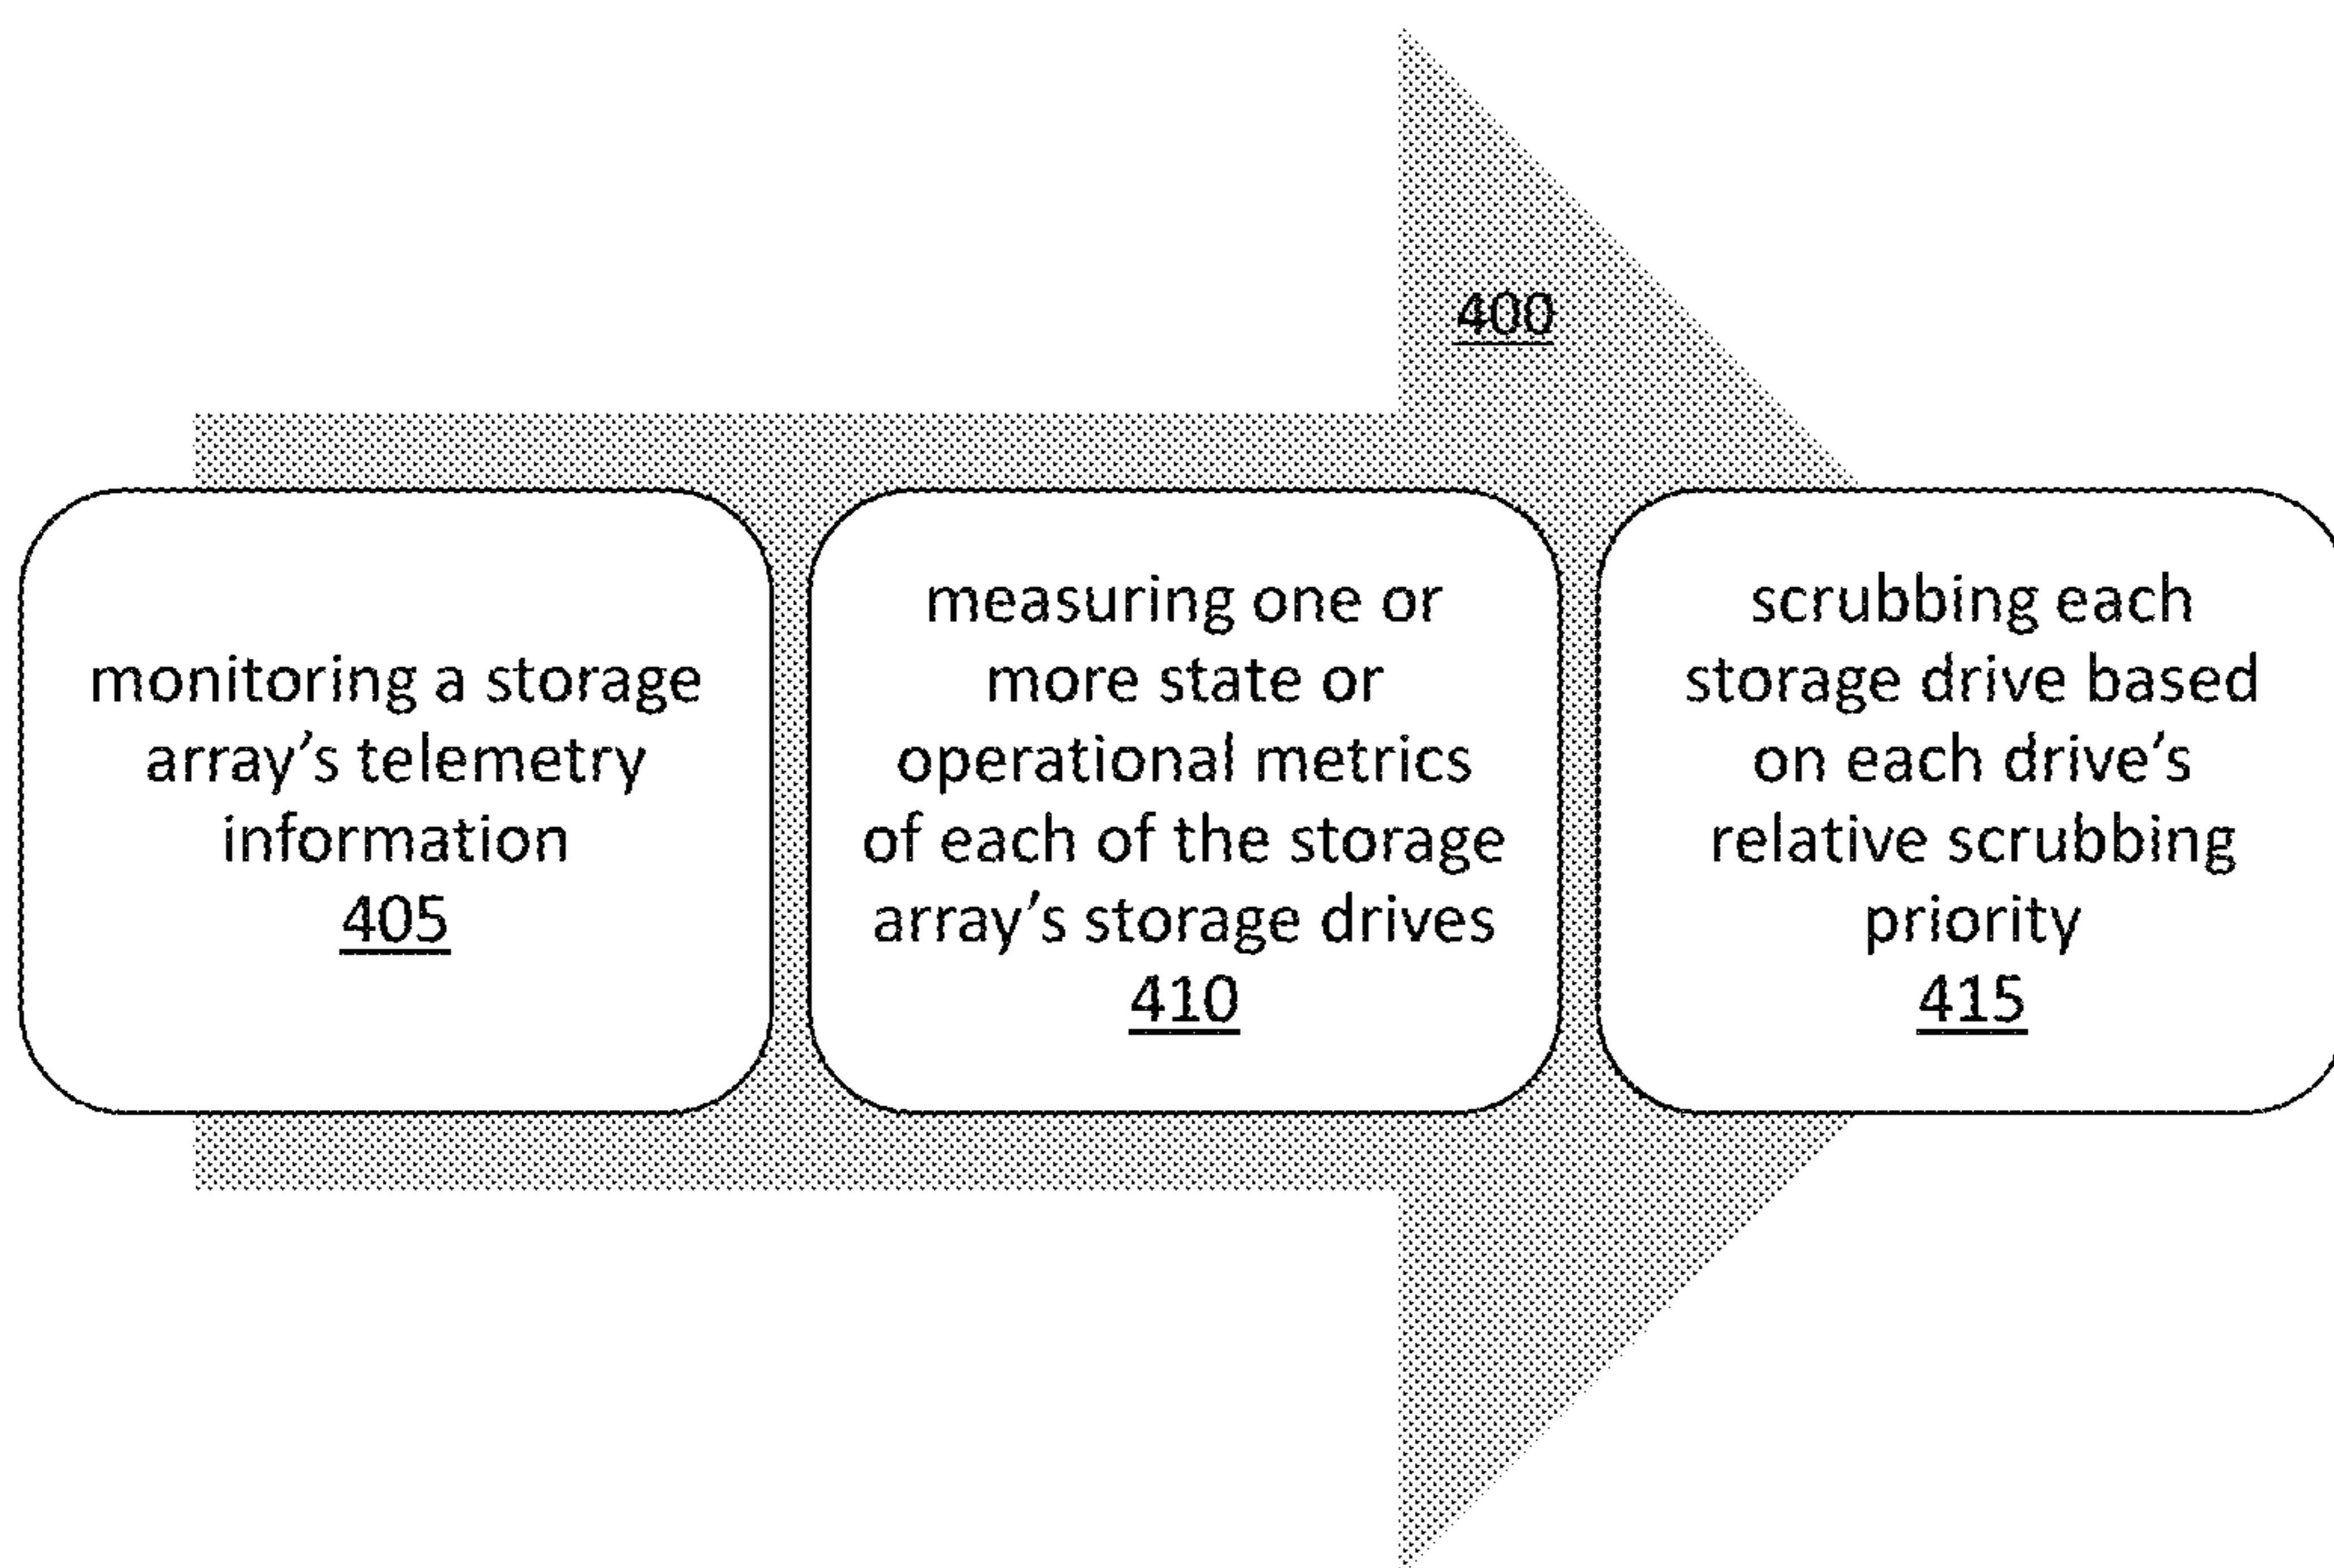 400
monitoring a storage
array's telemetry
information
405
measuring one or
more state or
operational metrics
of each of the storage
array's storage drives
410
scrubbing each
storage drive based
on each drive's
relative scrubbing
priority
415